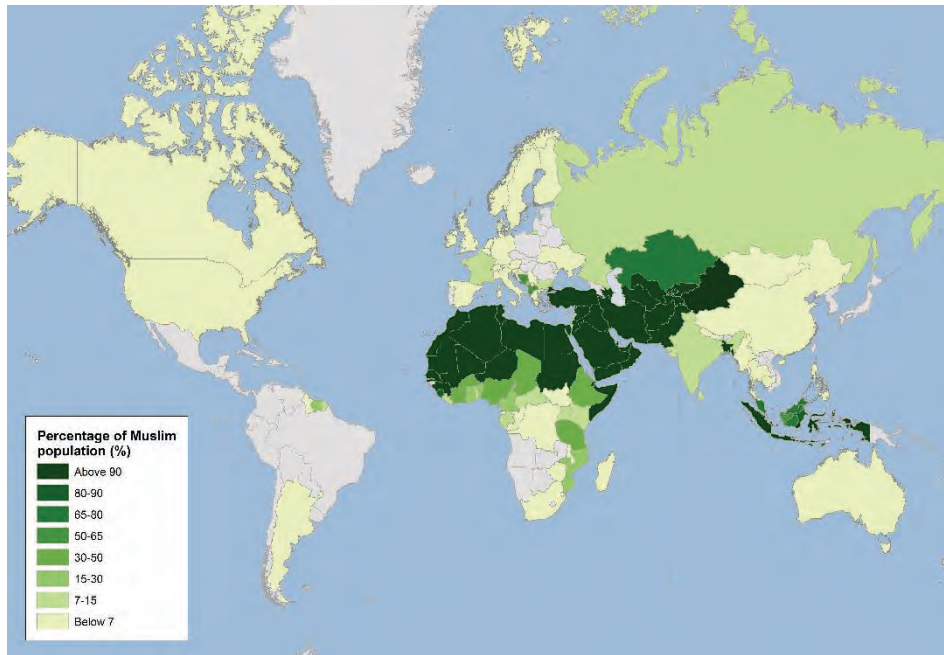 Percentage of Muslim
population (%)
Above 90
80-90
65-80
50-65
30-50
15-30
7-15
Below 7